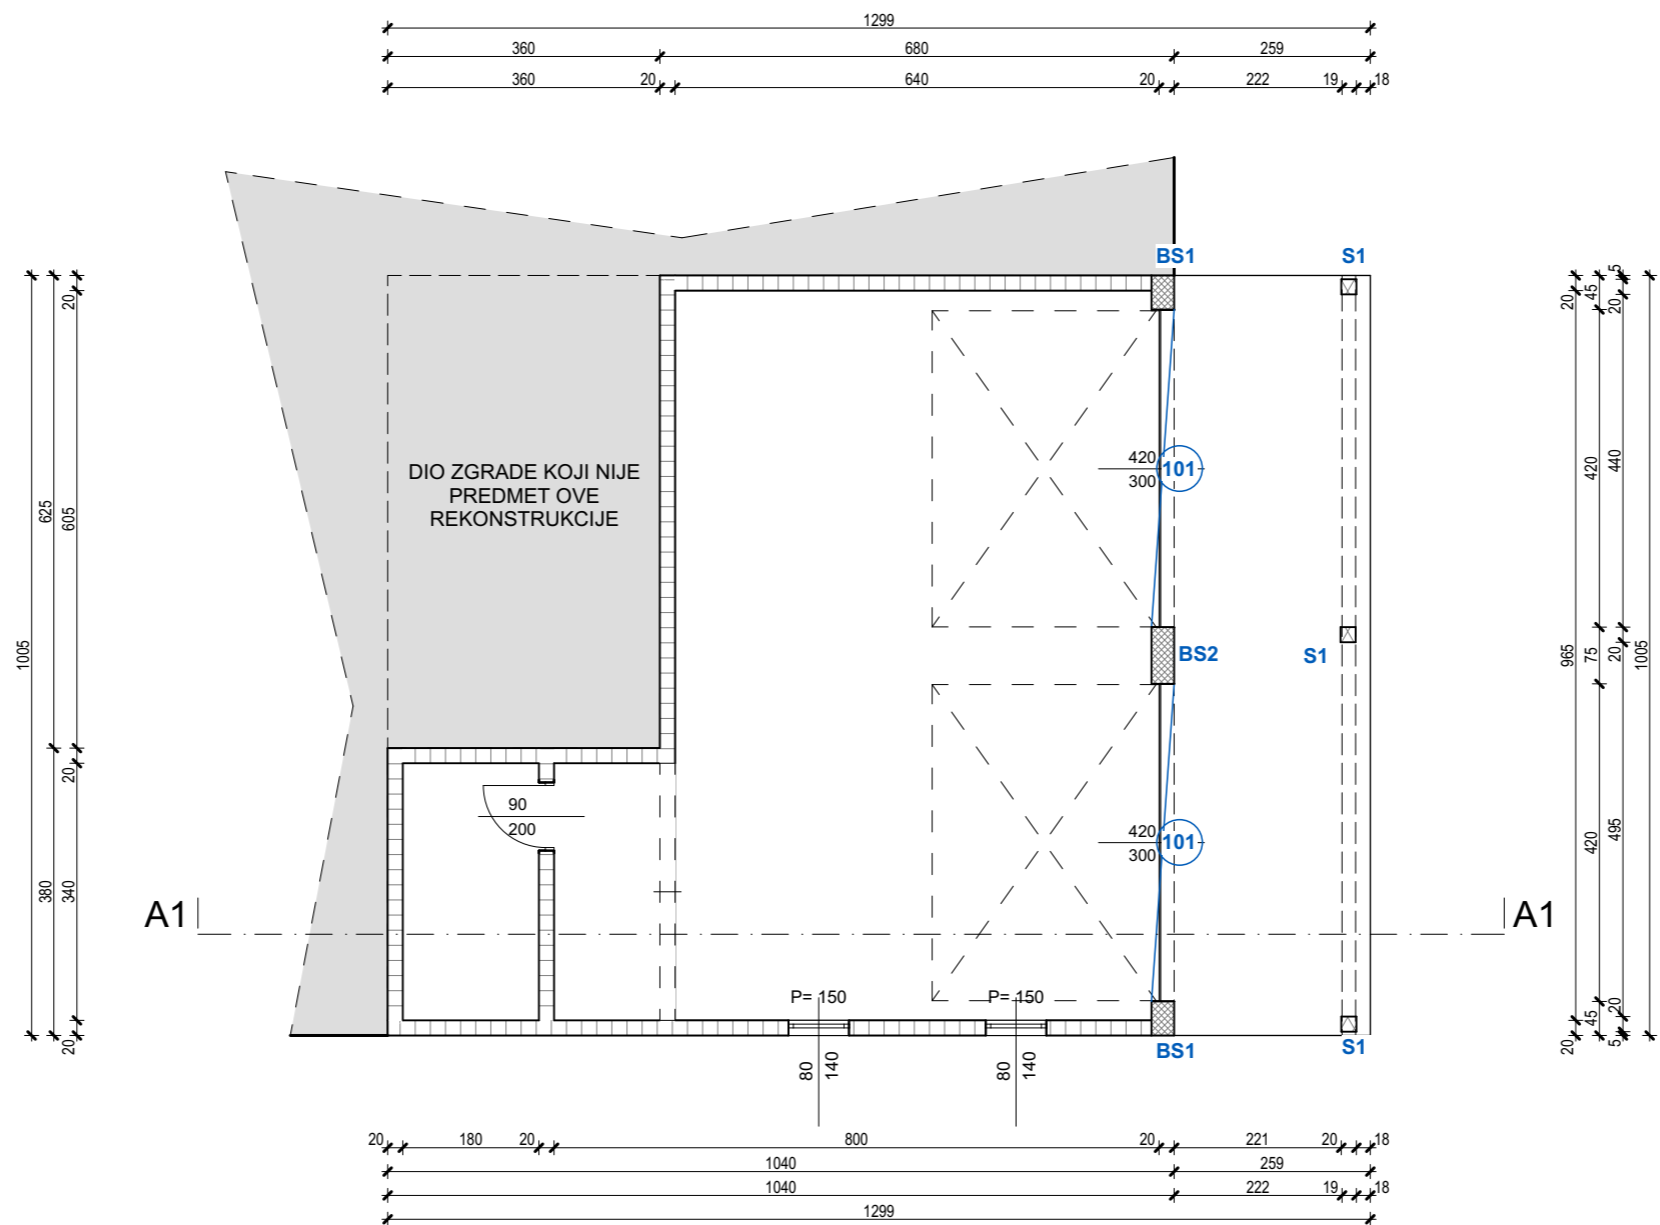 1299
360 680 259
360 20 640 20 222 19 18
BS1 S1
20 605 20 340 20
625 380
1005
DIO ZGRADE KOJI NIJE
PREDMET OVE
REKONSTRUKCIJE
420
300
101
BS2
S1
90
200
420
300
101
A1 A1
P= 150 P= 150
BS1 S1
80
140
80
140
20 965 20
45 420 75 420 45
5 20 440 20 495 20 5
1005
20 180 20 800 20 221 20 18
1040 259
1040 222 19 18
1299